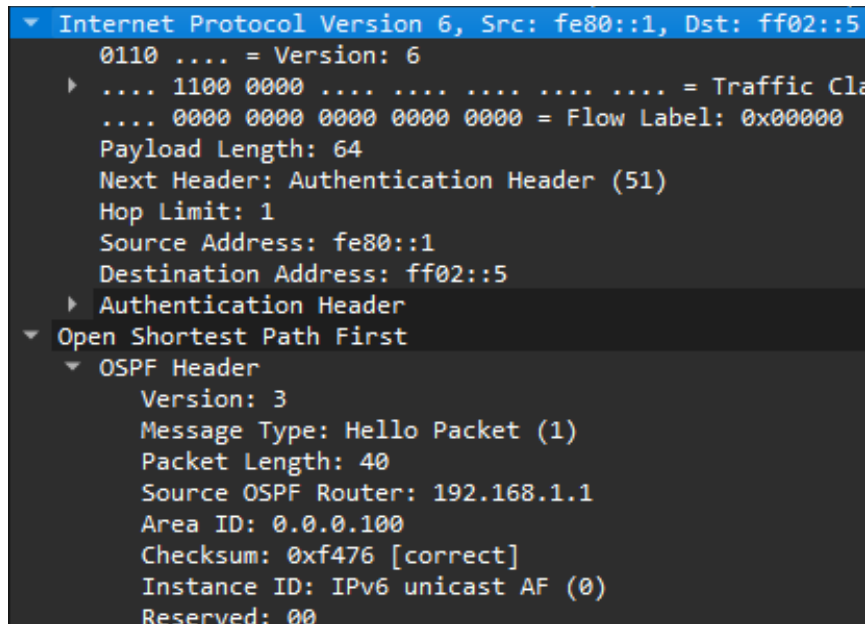 Internet Protocol Version 6, Src: fe80::1, Dst: ff02::5
0110 .... = Version: 6
.... 1100 0000 .... .... .... .... .... = Traffic Cla
.... 0000 0000 0000 0000 0000 = Flow Label: 0x00000
Payload Length: 64
Next Header: Authentication Header (51)
Hop Limit: 1
Source Address: fe80::1
Destination Address: ff02::5
Authentication Header
Open Shortest Path First
OSPF Header
Version: 3
Message Type: Hello Packet (1)
Packet Length: 40
Source OSPF Router: 192.168.1.1
Area ID: 0.0.0.100
Checksum: 0xf476 [correct]
Instance ID: IPv6 unicast AF (0)
Reserved: 00